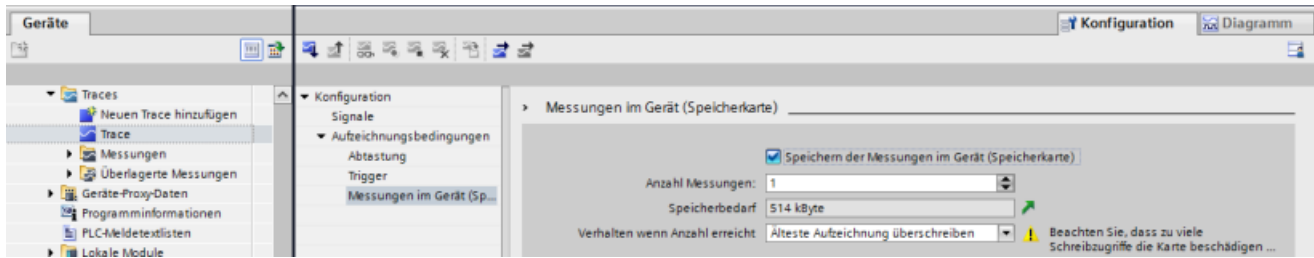 Geräte
Konfiguration
Diagramm
Traces
Neuen Trace hinzufügen
Trace
Messungen
Überlagerte Messungen
Geräte-Proxy-Daten
Programminformationen
PLC-Meldetextlisten
Lokale Module
Konfiguration
Signale
Aufzeichnungsbedingungen
Abtastung
Trigger
Messungen im Gerät (Sp...
Messungen im Gerät (Speicherkarte)
Speichern der Messungen im Gerät (Speicherkarte)
Anzahl Messungen: 1
Speicherbedarf 514 kByte
Verhalten wenn Anzahl erreicht Älteste Aufzeichnung überschreiben
Beachten Sie, dass zu viele
Schreibzugriffe die Karte beschädigen ...